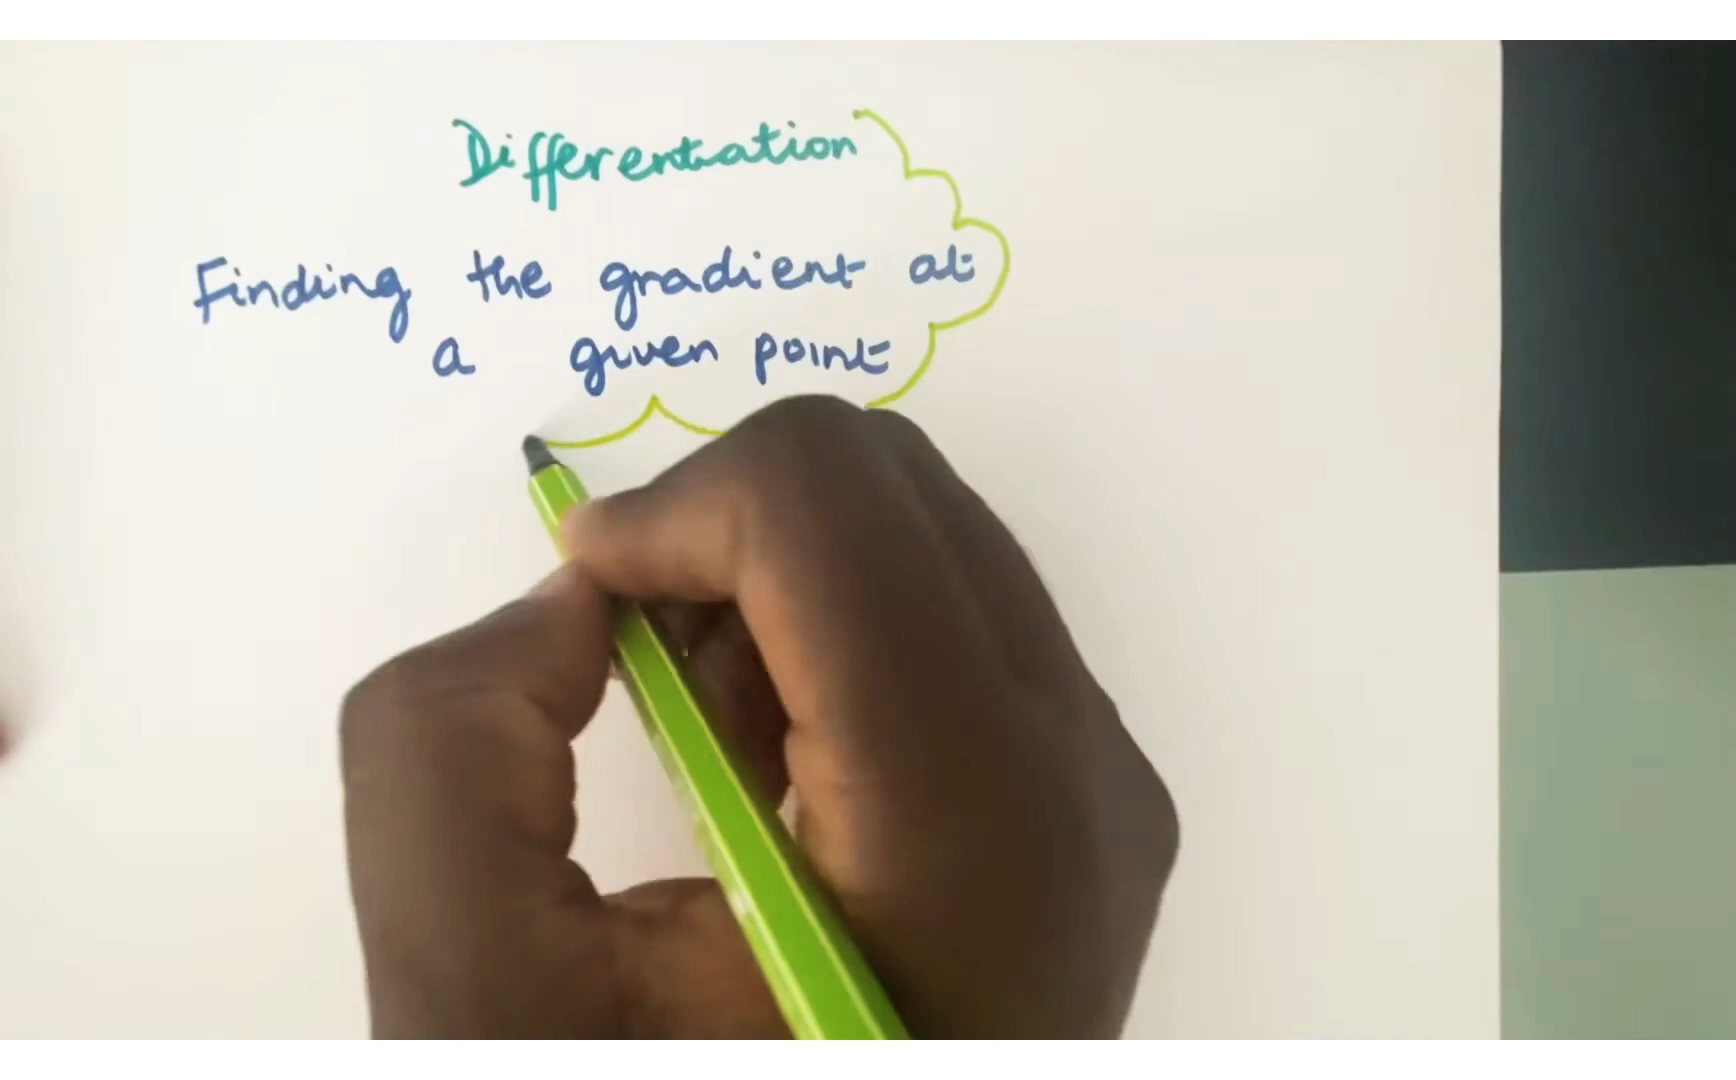 Differentiation
Finding the gradient at
a given point